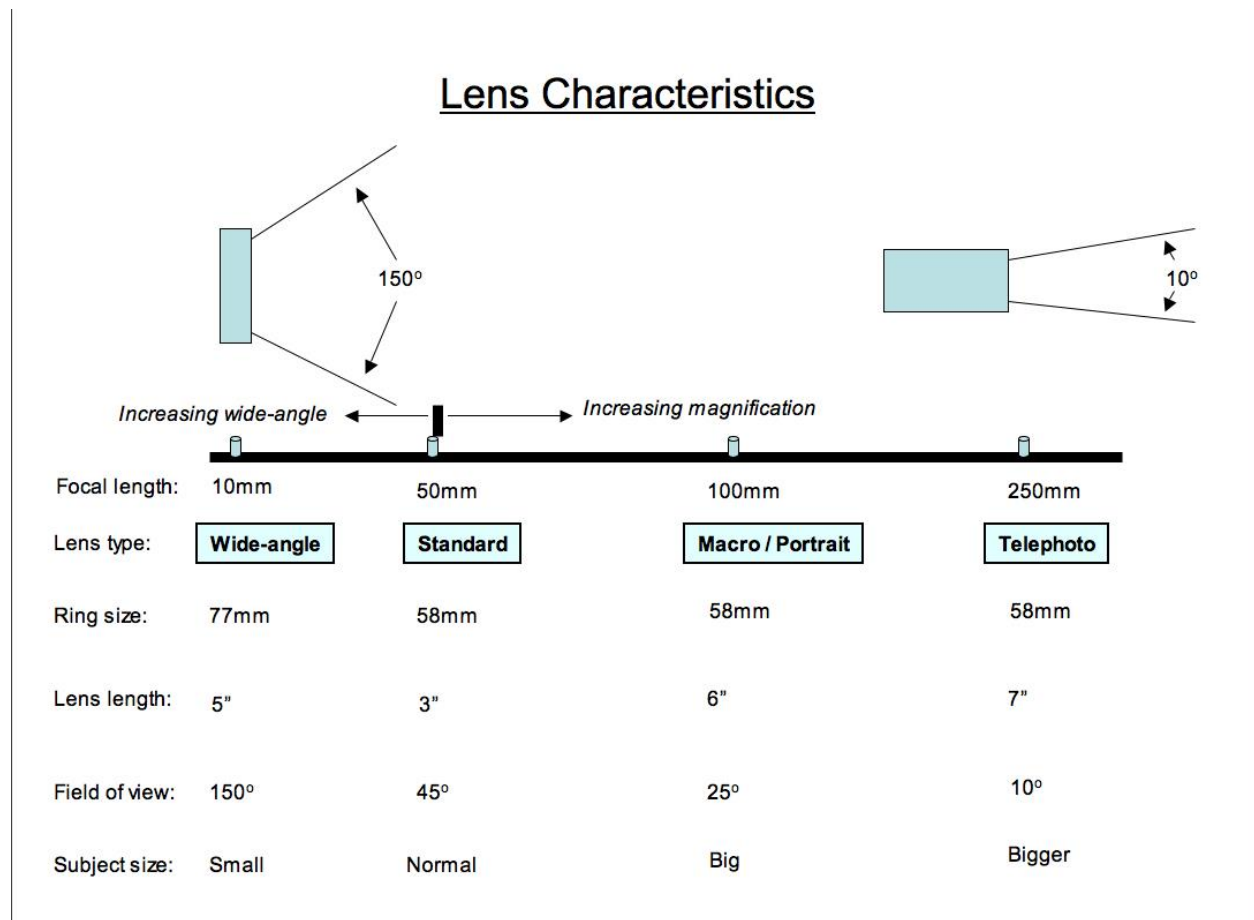 Lens Characteristics
150º
10º
Increasing wide-angle
Increasing magnification
Focal length: 10mm 50mm 100mm 250mm
Lens type: Wide-angle Standard Macro / Portrait Telephoto
Ring size: 77mm 58mm 58mm 58mm
Lens length: 5” 3” 6” 7”
Field of view: 150º 45º 25º 10º
Subject size: Small Normal Big Bigger